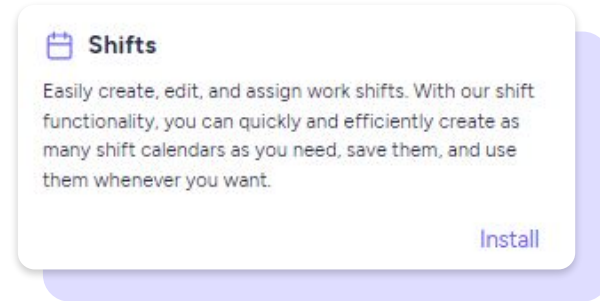 Shifts
Easily create, edit, and assign work shifts. With our shift
functionality, you can quickly and efficiently create as
many shift calendars as you need, save them, and use
them whenever you want.
Install